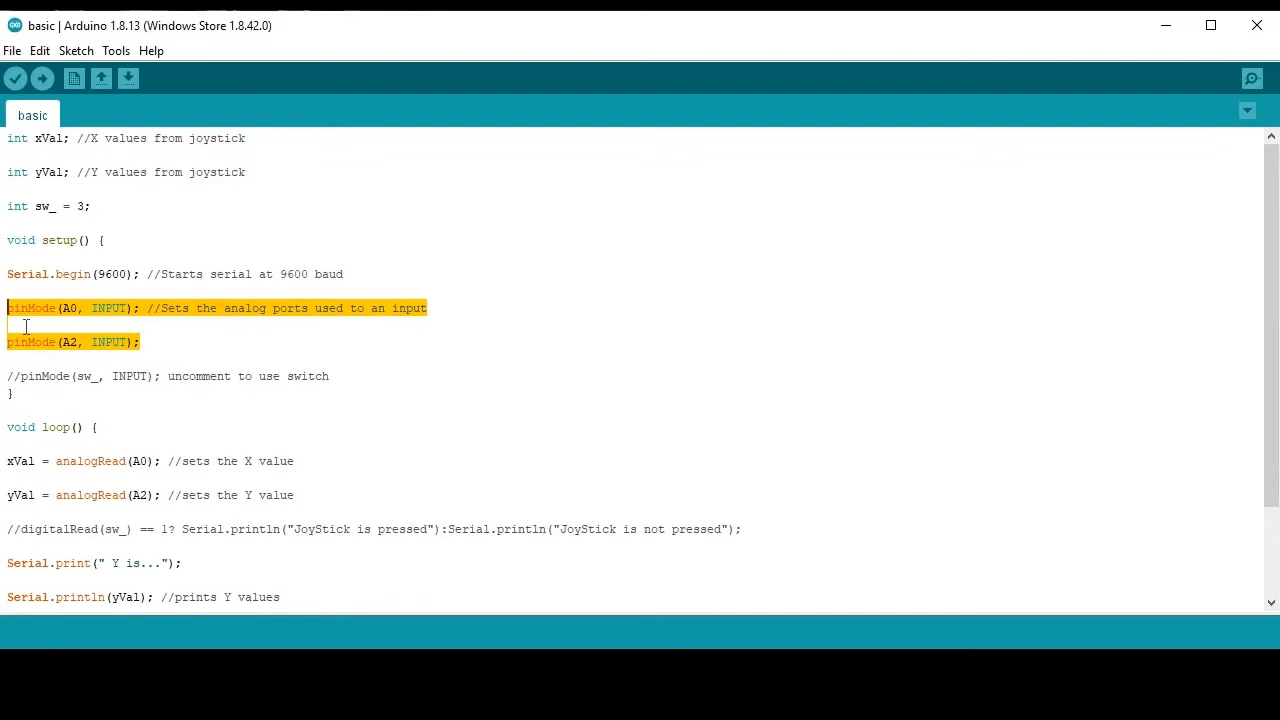 basic | Arduino 1.8.13 (Windows Store 1.8.42.0)
File Edit Sketch Tools Help
basic
int xVal; //X values from joystick
int yVal; //Y values from joystick
int sw_ = 3;
void setup() {
Serial.begin(9600); //Starts serial at 9600 baud
pinMode(A0, INPUT); //Sets the analog ports used to an input
pinMode(A2, INPUT);
//pinMode(sw_, INPUT); uncomment to use switch
}
void loop() {
xVal = analogRead(A0); //sets the X value
yVal = analogRead(A2); //sets the Y value
//digitalRead(sw_) == 1? Serial.println("JoyStick is pressed"):Serial.println("JoyStick is not pressed");
Serial.print(" Y is...");
Serial.println(yVal); //prints Y values